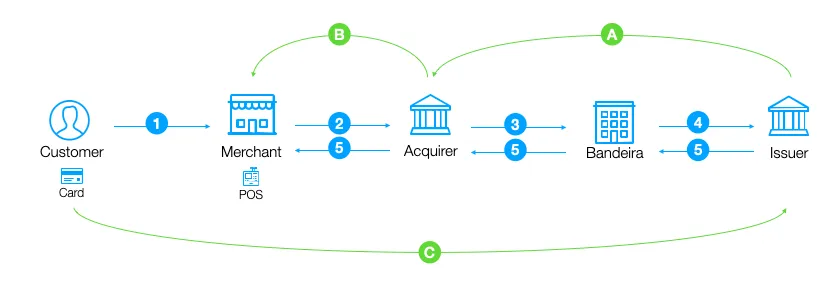 B
A
1
2
3
4
5
5
5
Customer
Merchant
Acquirer
Bandeira
Issuer
Card
POS
C